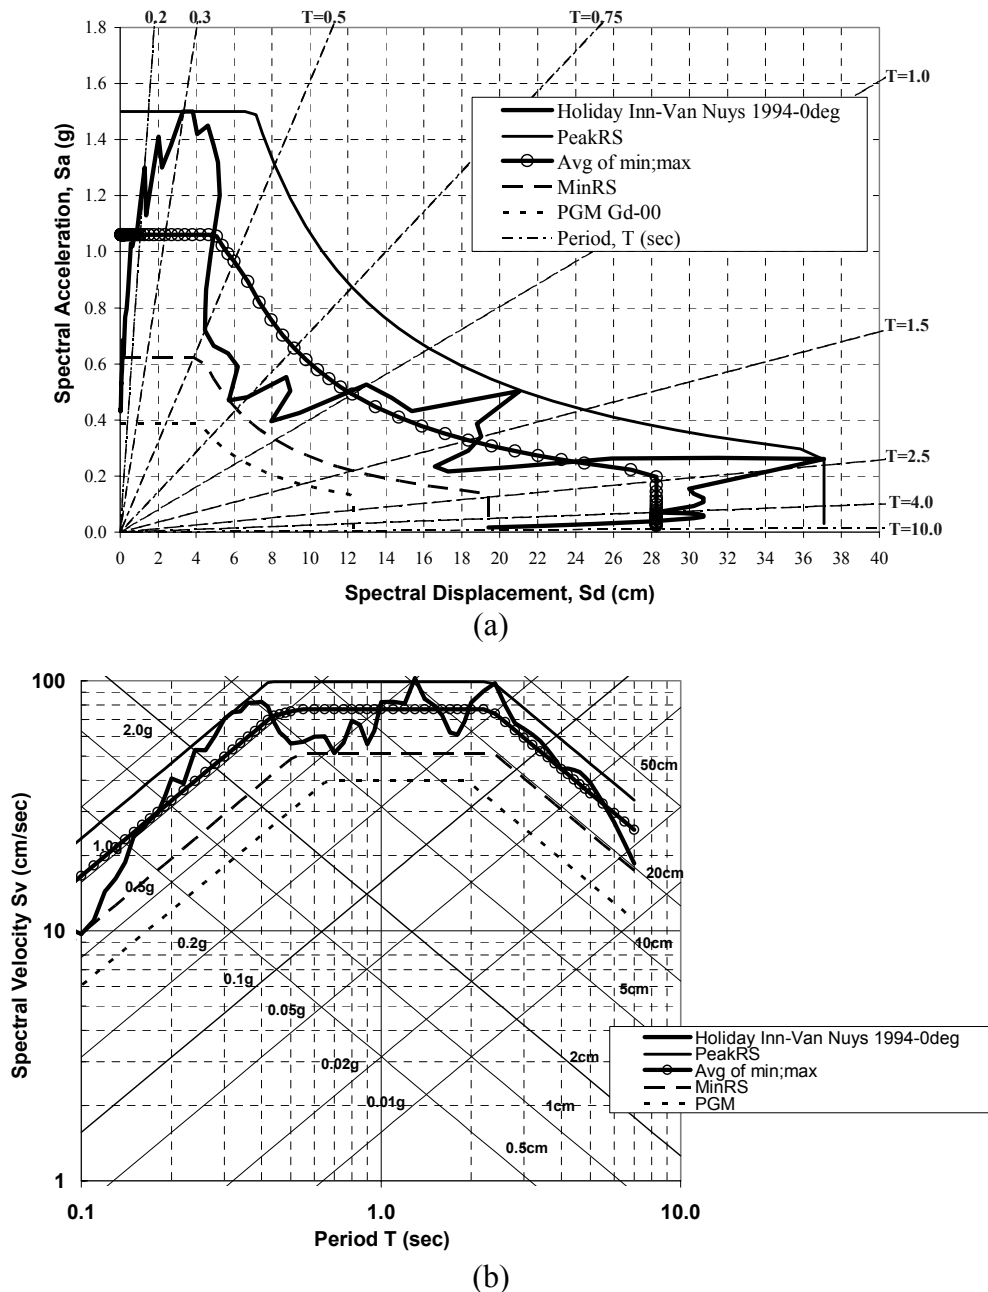 0.2 0.3 T=0.5 T=0.75
T=1.0
T=1.5
T=2.5
T=4.0
T=10.0
Spectral Acceleration, Sa (g)
1.8
1.6
1.4
1.2
1.0
0.8
0.6
0.4
0.2
0.0
Holiday Inn-Van Nuys 1994-0deg
PeakRS
Avg of min;max
MinRS
PGM Gd-00
Period, T (sec)
0 2 4 6 8 10 12 14 16 18 20 22 24 26 28 30 32 34 36 38 40
Spectral Displacement, Sd (cm)
(a)
Spectral Velocity Sv (cm/sec)
100
10
1
2.0g
1.0g
0.5g
0.2g
0.1g
0.05g
0.02g
0.01g
50cm
20cm
10cm
5cm
2cm
1cm
0.5cm
Holiday Inn-Van Nuys 1994-0deg
PeakRS
Avg of min;max
MinRS
PGM
0.1 1.0 10.0
Period T (sec)
(b)